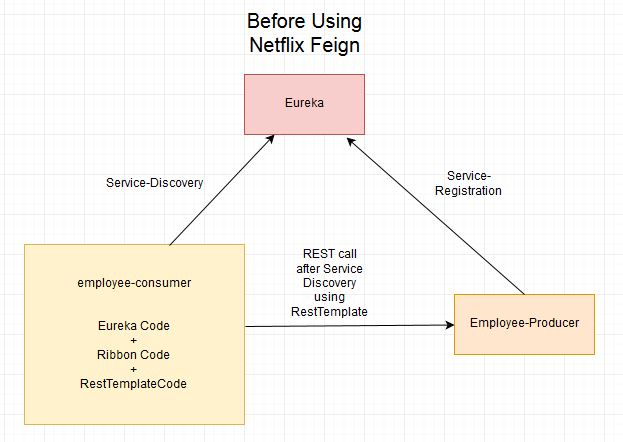 Before Using
Netflix Feign
Eureka
Service-Discovery
Service-
Registration
REST call
after Service
Discovery
using
RestTemplate
employee-consumer
Eureka Code
+
Ribbon Code
+
RestTemplateCode
Employee-Producer